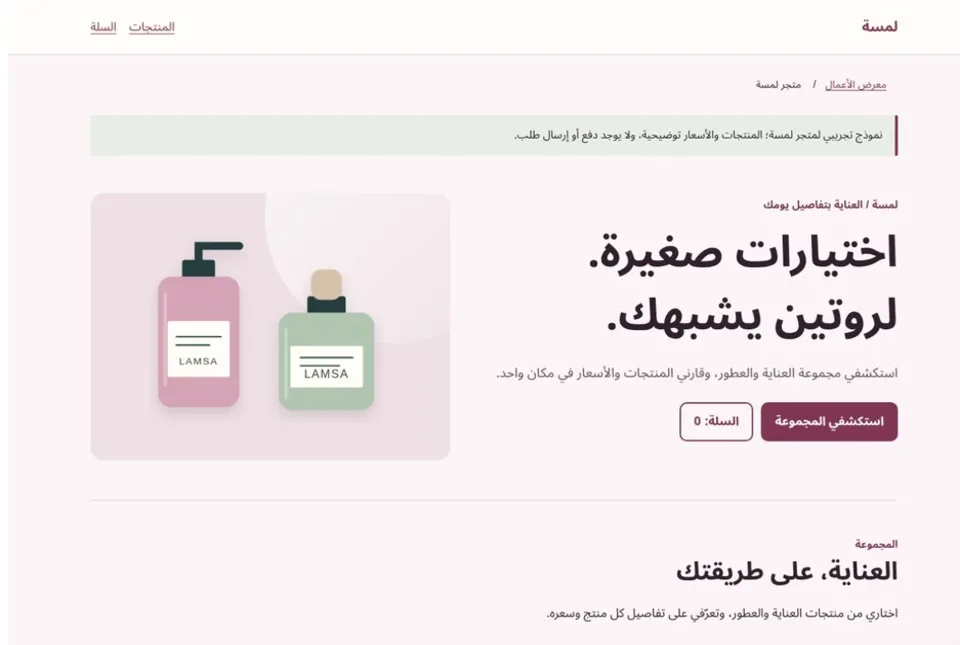 لمسة
المنتجات
السلة
معرض الأعمال / متجر لمسة
نموذج تجريبي لمتجر لمسة؛ المنتجات والأسعار توضيحية، ولا يوجد دفع أو إرسال طلب.
لمسة / العناية بتفاصيل يومك
اختيارات صغيرة.
لروتين يشبهك.
استكشفي مجموعة العناية والعطور، وقارني المنتجات والأسعار في مكان واحد.
استكشفي المجموعة
السلة: 0
LAMSA
LAMSA
المجموعة
العناية، على طريقتك
اختاري من منتجات العناية والعطور، وتعرّفي على تفاصيل كل منتج وسعره.